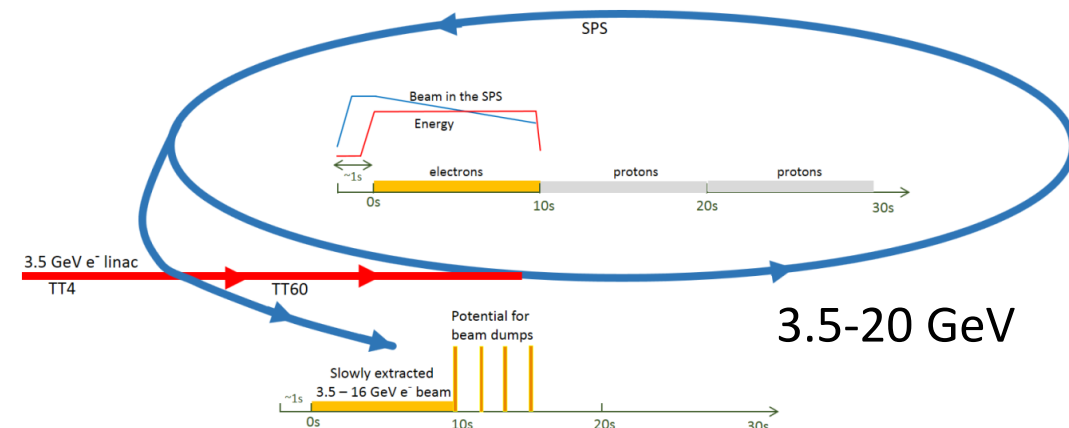 SPS
Beam in the SPS
Energy
~1s
electrons
protons
protons
0s
10s
20s
30s
3.5 GeV e⁻ linac
TT4
TT60
3.5-20 GeV
Potential for
beam dumps
Slowly extracted
3.5 – 16 GeV e⁻ beam
~1s
0s
10s
20s
30s